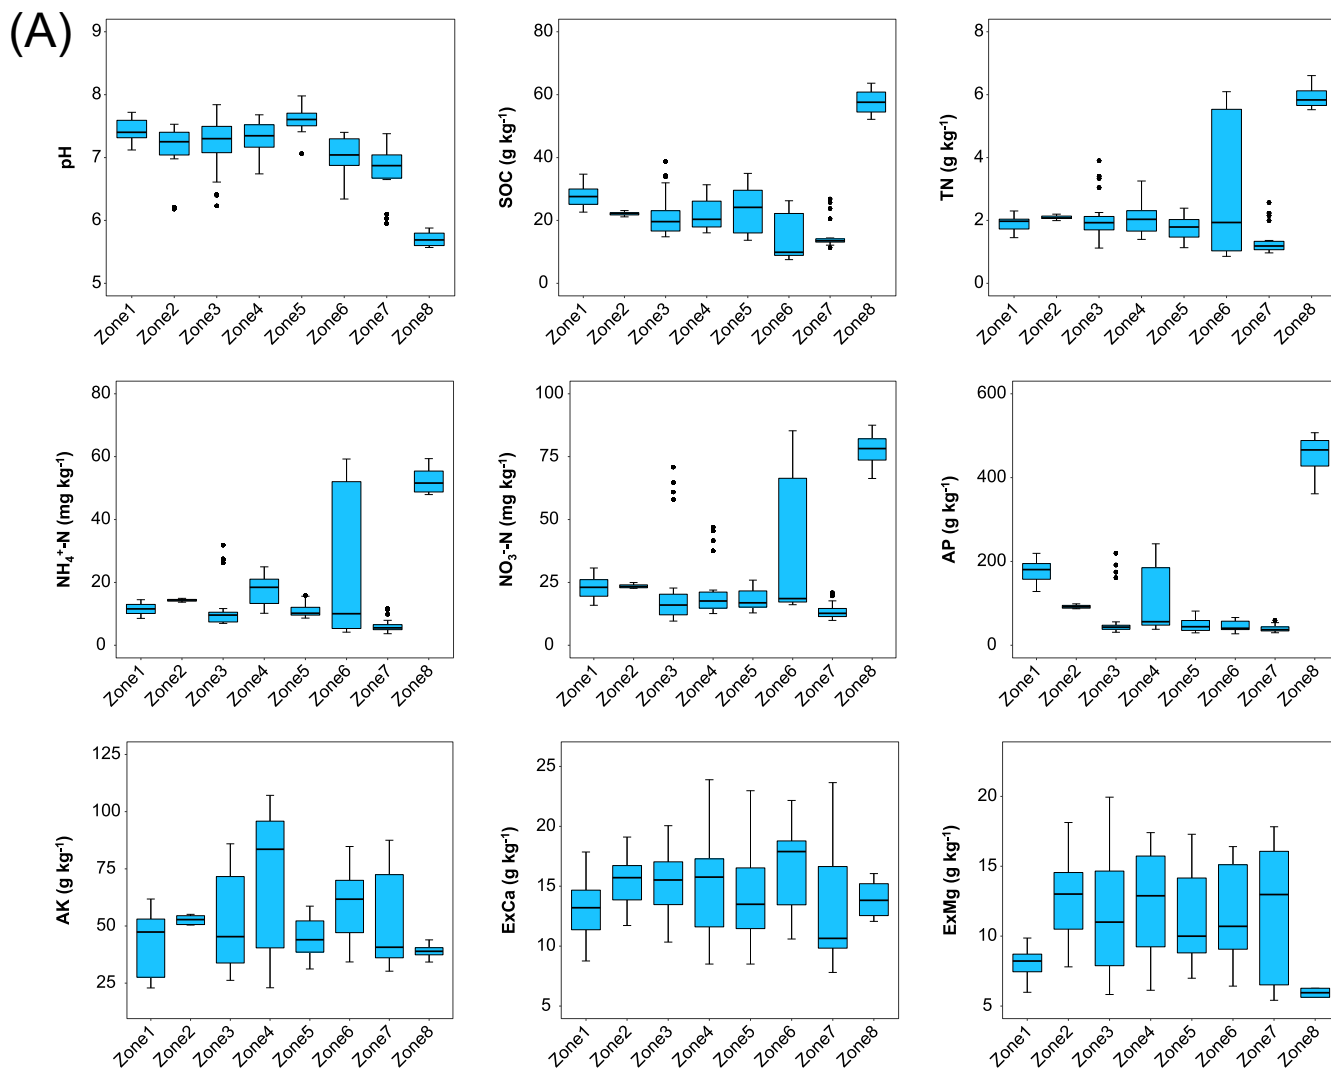 (A)
pH
9
8
7
6
5
Zone1 Zone2 Zone3 Zone4 Zone5 Zone6 Zone7 Zone8
SOC (g kg⁻¹)
80
60
40
20
0
Zone1 Zone2 Zone3 Zone4 Zone5 Zone6 Zone7 Zone8
TN (g kg⁻¹)
8
6
4
2
0
Zone1 Zone2 Zone3 Zone4 Zone5 Zone6 Zone7 Zone8
NH₄⁺-N (mg kg⁻¹)
80
60
40
20
0
Zone1 Zone2 Zone3 Zone4 Zone5 Zone6 Zone7 Zone8
NO₃⁻-N (mg kg⁻¹)
100
75
50
25
0
Zone1 Zone2 Zone3 Zone4 Zone5 Zone6 Zone7 Zone8
AP (g kg⁻¹)
600
400
200
0
Zone1 Zone2 Zone3 Zone4 Zone5 Zone6 Zone7 Zone8
AK (g kg⁻¹)
125
100
75
50
25
Zone1 Zone2 Zone3 Zone4 Zone5 Zone6 Zone7 Zone8
ExCa (g kg⁻¹)
25
20
15
10
5
Zone1 Zone2 Zone3 Zone4 Zone5 Zone6 Zone7 Zone8
ExMg (g kg⁻¹)
20
15
10
5
Zone1 Zone2 Zone3 Zone4 Zone5 Zone6 Zone7 Zone8